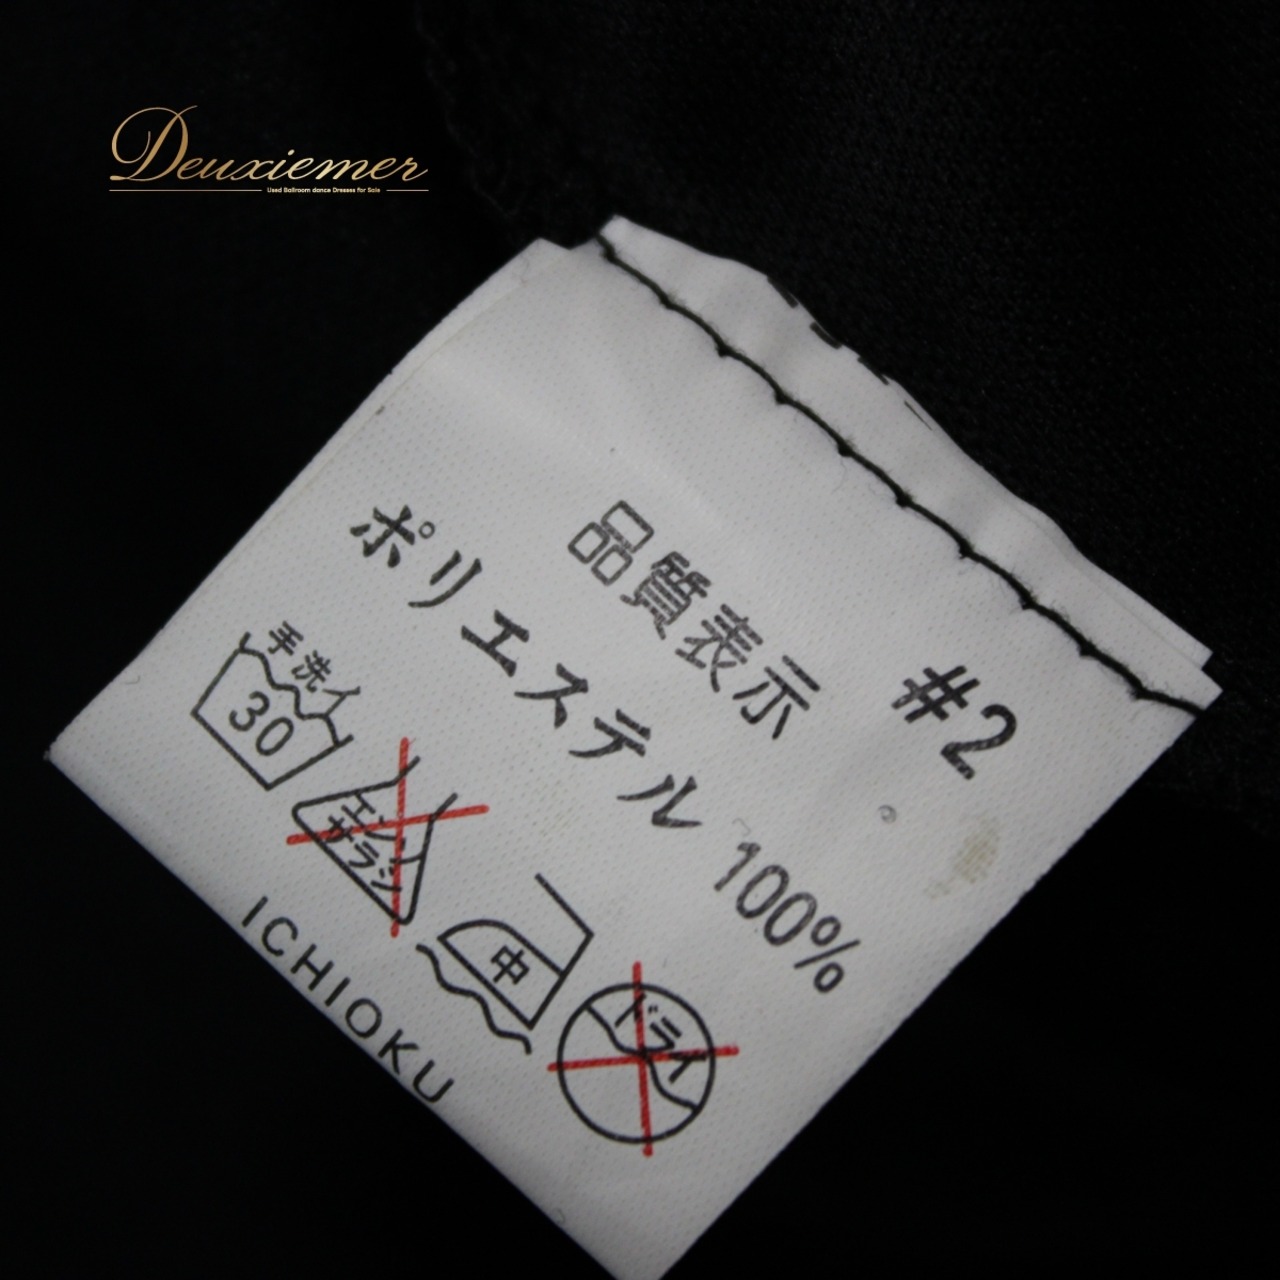 Deuxiemer
Used Ballroom dance Dresses for Sale
#2
品質表示
ポリエステル 100%
手洗イ
30
エンソ
サラシ
中
ドライ
ICHIOKU